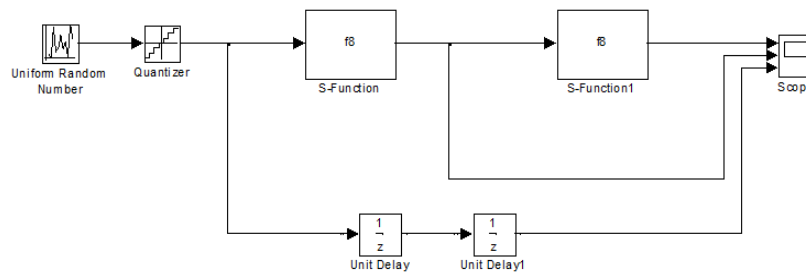 f8
f8
Uniform Random
Number
Quantizer
S-Function
S-Function1
Scop
1
z
1
z
Unit Delay
Unit Delay1